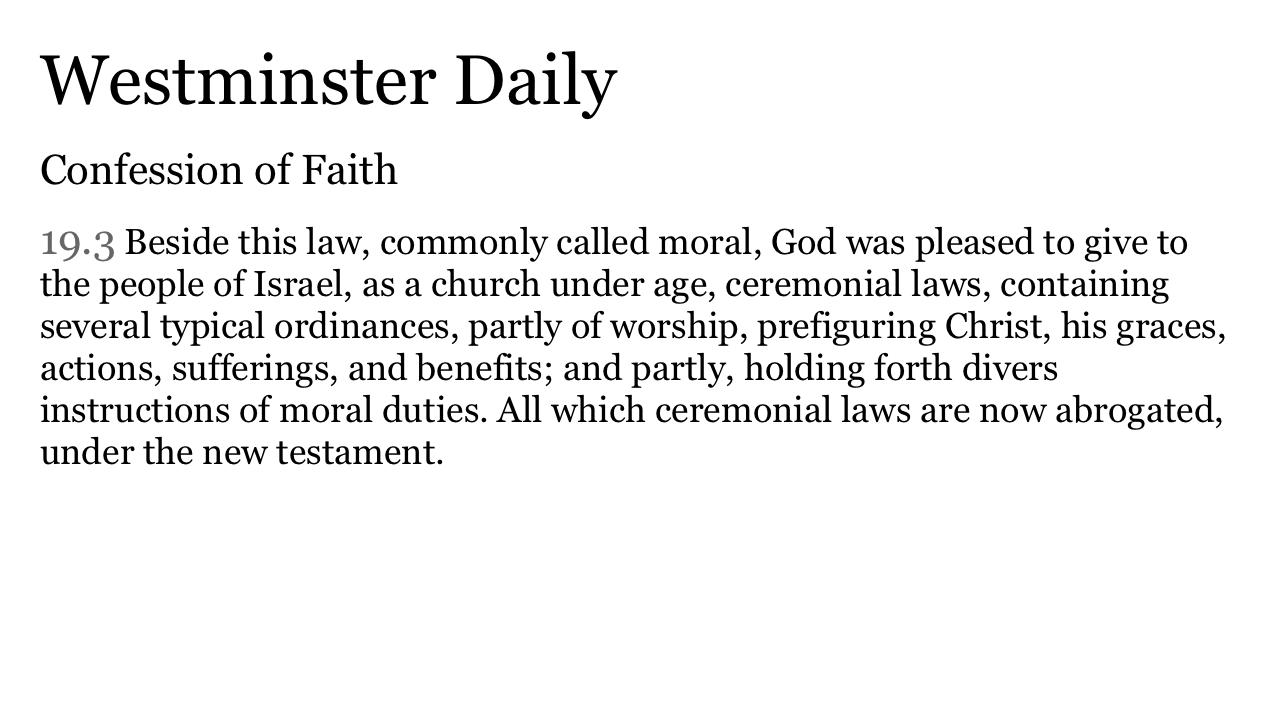 Westminster Daily
Confession of Faith
19.3 Beside this law, commonly called moral, God was pleased to give to
the people of Israel, as a church under age, ceremonial laws, containing
several typical ordinances, partly of worship, prefiguring Christ, his graces,
actions, sufferings, and benefits; and partly, holding forth divers
instructions of moral duties. All which ceremonial laws are now abrogated,
under the new testament.